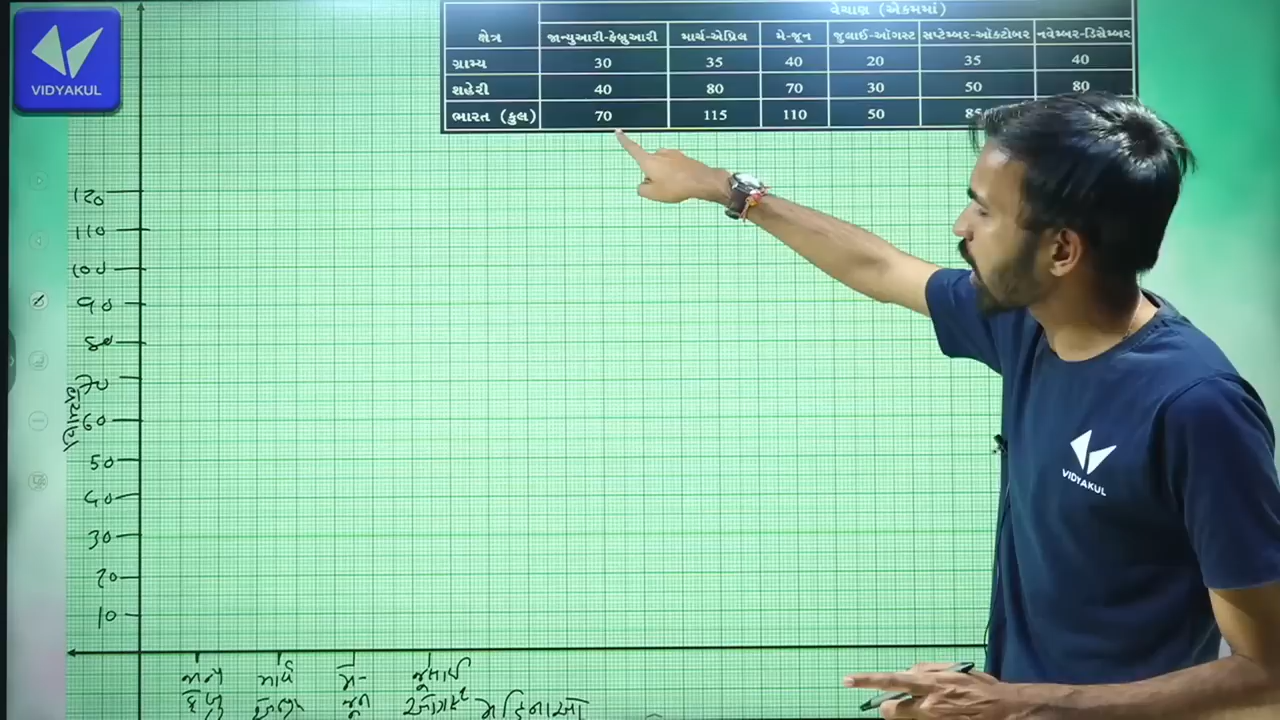 VIDYAKUL
વેચાણ (એકમમાં)
ક્ષેત્ર જાન્યુઆરી-ફેબ્રુઆરી માર્ચ-એપ્રિલ મે-જૂન જુલાઈ-ઑગસ્ટ સપ્ટેમ્બર-ઑક્ટોબર નવેમ્બર-ડિસેમ્બર
ગ્રામ્ય 30 35 40 20 35 40
શહેરી 40 80 70 30 50 80
ભારત (કુલ) 70 115 110 50
120
110
100
90
80
70
60
50
40
30
20
10
VIDYAKUL
માર્ચ મે- જૂલાઈ
જૂન મહિનાઓ